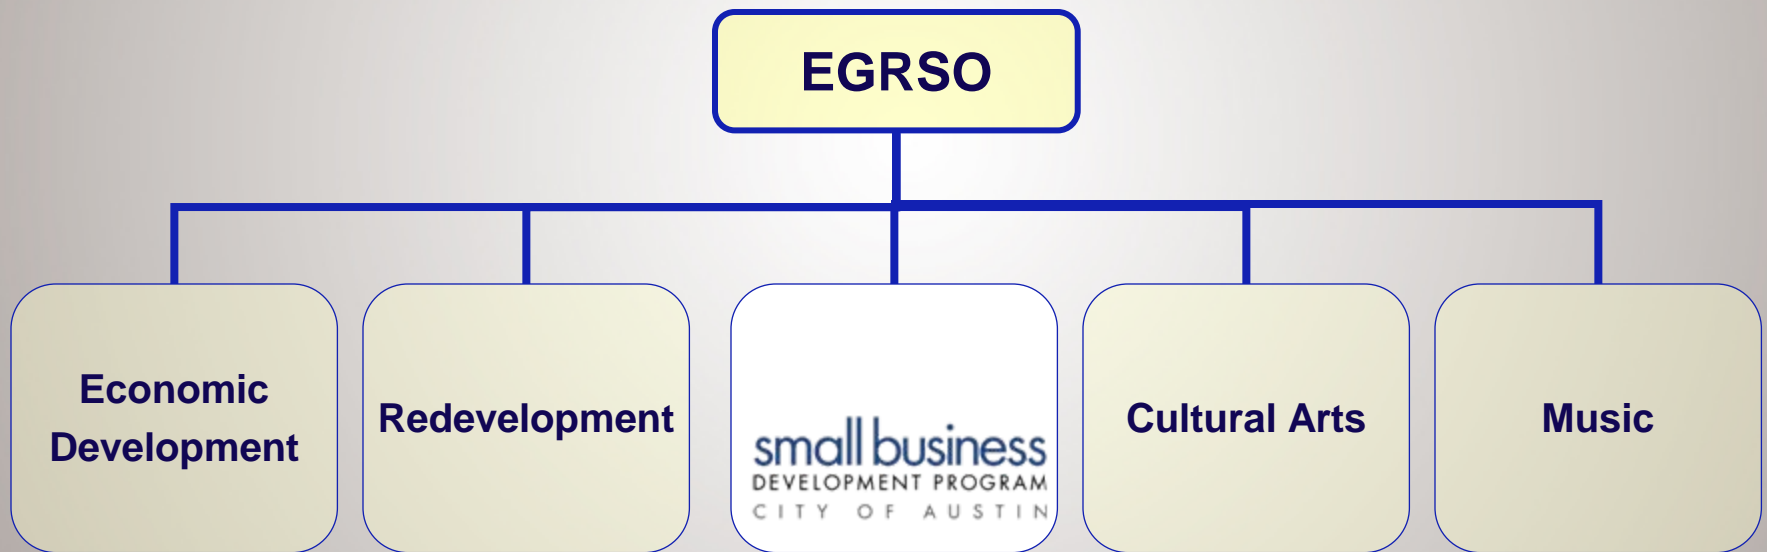 EGRSO
Economic
Development
Redevelopment
small business
DEVELOPMENT PROGRAM
CITY OF AUSTIN
Cultural Arts
Music